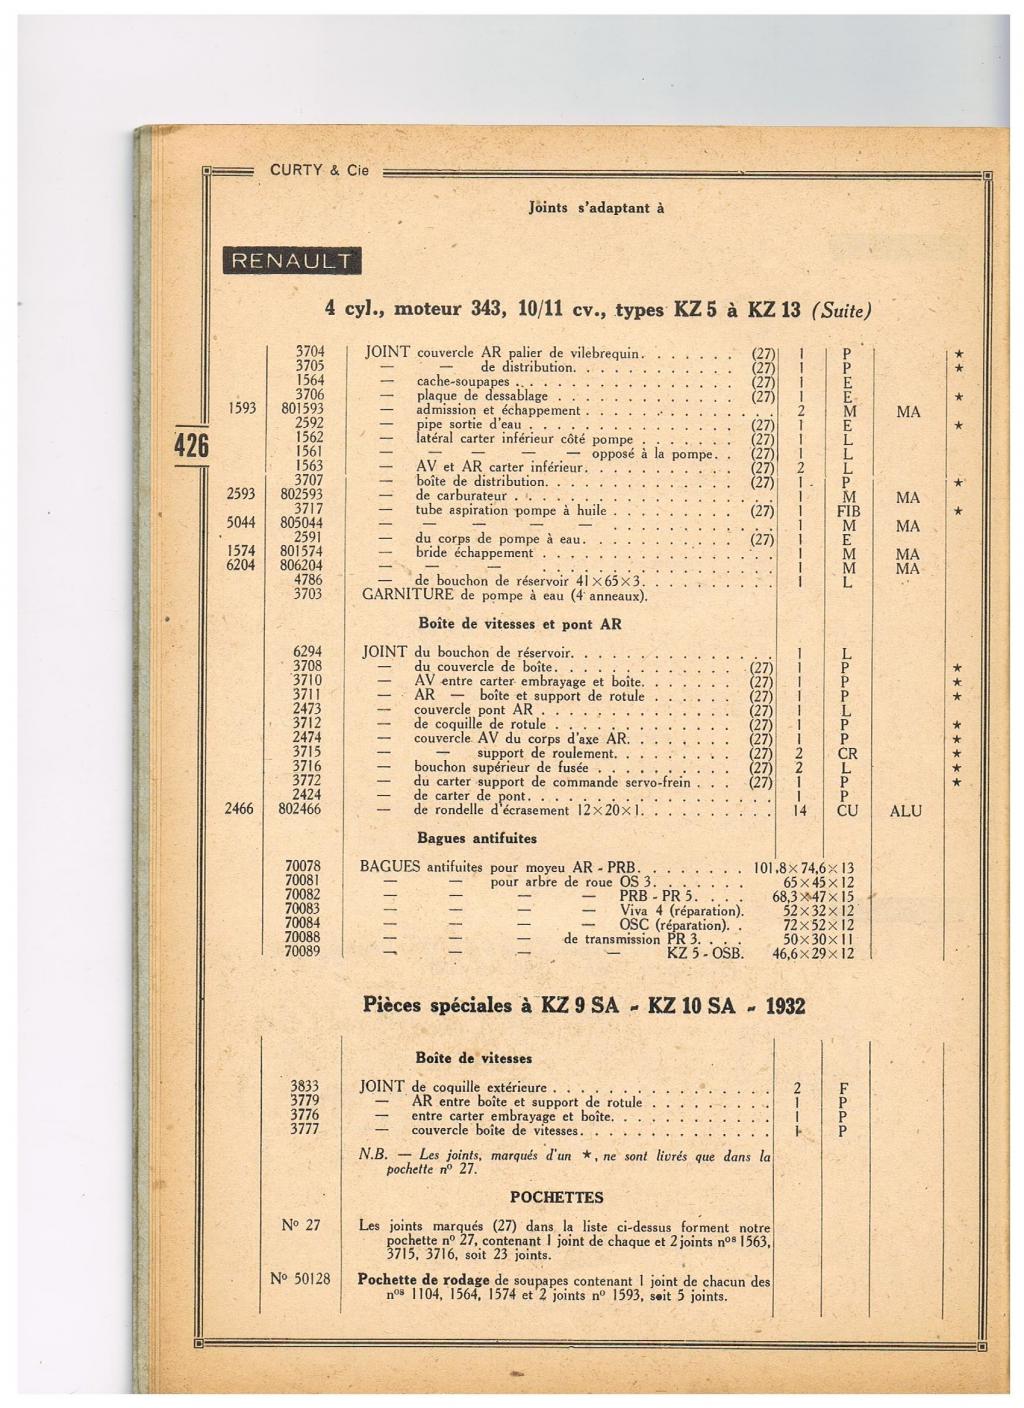 CURTY & Cie
Joints s'adaptant à
RENAULT
4 cyl., moteur 343, 10/11 cv., types KZ 5 à KZ 13 (Suite)
3704 JOINT couvercle AR palier de vilebrequin. (27) 1 P ★
3705 — — de distribution. (27) 1 P ★
1564 — cache-soupapes (27) 1 E
3706 — plaque de dessablage (27) 1 E ★
1593 801593 — admission et échappement 2 M MA
2592 — pipe sortie d'eau (27) 1 E ★
426
1562 — latéral carter inférieur côté pompe (27) 1 L
1561 — — — — — opposé à la pompe. (27) 1 L
1563 — AV et AR carter inférieur. (27) 2 L
3707 — boîte de distribution. (27) 1 P ★
2593 802593 — de carburateur 1 M MA
3717 — tube aspiration pompe à huile (27) 1 FIB ★
5044 805044 — — — — — 1 M MA
2591 — du corps de pompe à eau. (27) 1 E
1574 801574 — bride échappement 1 M MA
6204 806204 — — — 1 M MA
4786 — de bouchon de réservoir 41×65×3. 1 L
3703 GARNITURE de pompe à eau (4 anneaux).
Boîte de vitesses et pont AR
6294 JOINT du bouchon de réservoir. 1 L
3708 — du couvercle de boîte. (27) 1 P ★
3710 — AV entre carter embrayage et boîte. (27) 1 P ★
3711 — AR — boîte et support de rotule (27) 1 P ★
2473 — couvercle pont AR (27) 1 L
3712 — de coquille de rotule (27) 1 P ★
2474 — couvercle AV du corps d'axe AR. (27) 1 P ★
3715 — — support de roulement. (27) 2 CR ★
3716 — bouchon supérieur de fusée (27) 2 L ★
3772 — du carter support de commande servo-frein (27) 1 P ★
2424 — de carter de pont. 1 P
2466 802466 — de rondelle d'écrasement 12×20×1. 14 CU ALU
Bagues antifuites
70078 BAGUES antifuites pour moyeu AR - PRB. 101,8×74,6×13
70081 — — pour arbre de roue OS 3. 65×45×12
70082 — — — — PRB - PR 5. 68,3×47×15
70083 — — — — Viva 4 (réparation). 52×32×12
70084 — — — — OSC (réparation). 72×52×12
70088 — — — de transmission PR 3. 50×30×11
70089 — — — — KZ 5 - OSB. 46,6×29×12
Pièces spéciales à KZ 9 SA - KZ 10 SA - 1932
Boîte de vitesses
3833 JOINT de coquille extérieure 2 F
3779 — AR entre boîte et support de rotule 1 P
3776 — entre carter embrayage et boîte. 1 P
3777 — couvercle boîte de vitesses. 1 P
N.B. — Les joints, marqués d'un ★, ne sont livrés que dans la
pochette nº 27.
POCHETTES
Nº 27 Les joints marqués (27) dans la liste ci-dessus forment notre
pochette nº 27, contenant 1 joint de chaque et 2 joints nos 1563,
3715, 3716, soit 23 joints.
Nº 50128 Pochette de rodage de soupapes contenant 1 joint de chacun des
nos 1104, 1564, 1574 et 2 joints nº 1593, soit 5 joints.